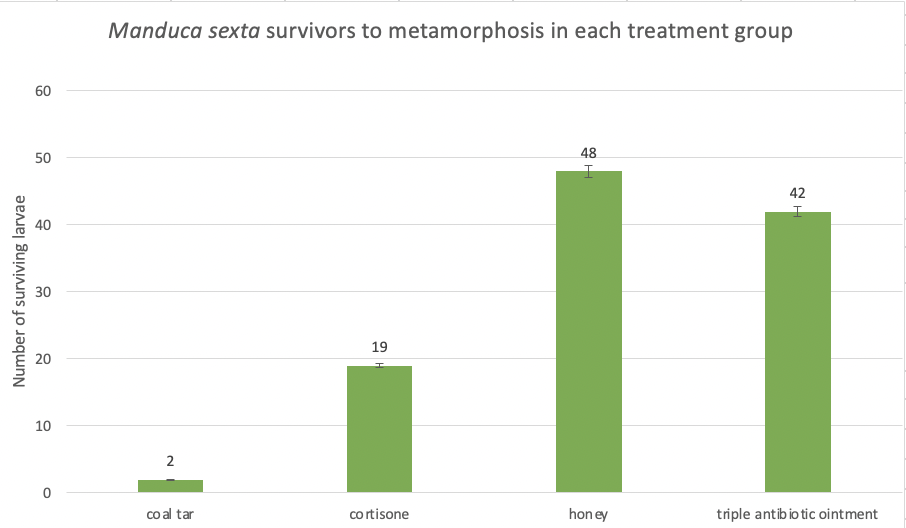 Manduca sexta survivors to metamorphosis in each treatment group
60
50
40
30
20
10
0
Number of surviving larvae
2
19
48
42
coal tar
cortisone
honey
triple antibiotic ointment